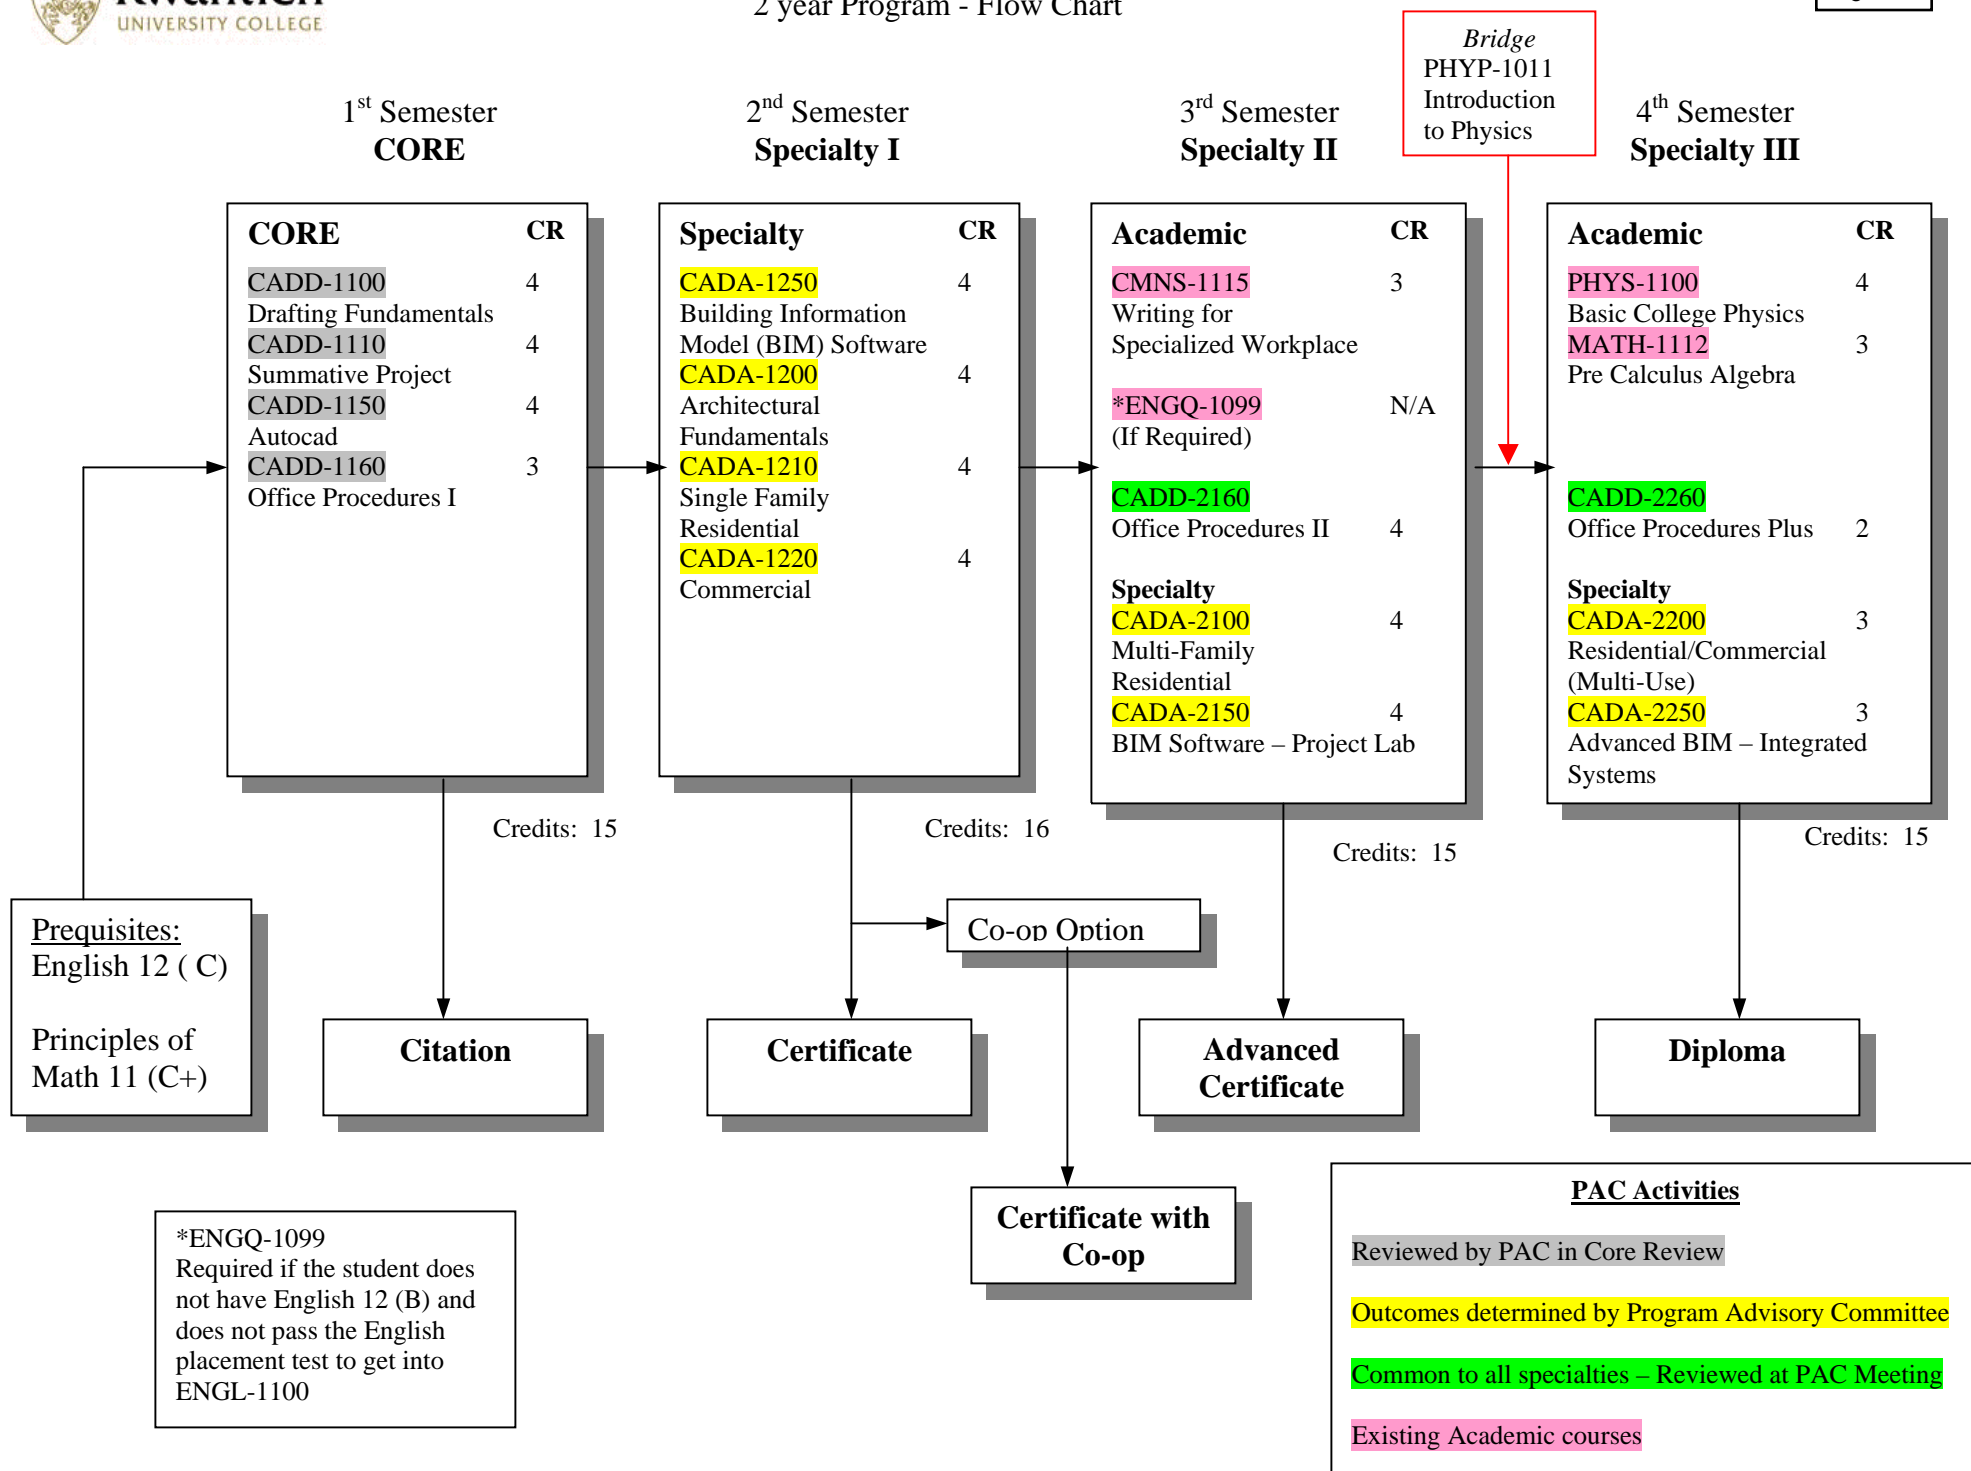 UNIVERSITY COLLEGE
2 year Program - Flow Chart
Bridge
PHYP-1011
Introduction
to Physics
1st Semester
CORE
2nd Semester
Specialty I
3rd Semester
Specialty II
4th Semester
Specialty III
CORE CR
CADD-1100 4
Drafting Fundamentals
CADD-1110 4
Summative Project
CADD-1150 4
Autocad
CADD-1160 3
Office Procedures I
Credits: 15
Specialty CR
CADA-1250 4
Building Information
Model (BIM) Software
CADA-1200 4
Architectural
Fundamentals
CADA-1210 4
Single Family
Residential
CADA-1220 4
Commercial
Credits: 16
Academic CR
CMNS-1115 3
Writing for
Specialized Workplace
*ENGQ-1099 N/A
(If Required)
CADD-2160
Office Procedures II 4
Specialty
CADA-2100 4
Multi-Family
Residential
CADA-2150 4
BIM Software – Project Lab
Credits: 15
Academic CR
PHYS-1100 4
Basic College Physics
MATH-1112 3
Pre Calculus Algebra
CADD-2260
Office Procedures Plus 2
Specialty
CADA-2200 3
Residential/Commercial
(Multi-Use)
CADA-2250 3
Advanced BIM – Integrated
Systems
Credits: 15
Prequisites:
English 12 ( C)
Principles of
Math 11 (C+)
Co-op Option
Citation
Certificate
Advanced
Certificate
Diploma
Certificate with
Co-op
*ENGQ-1099
Required if the student does
not have English 12 (B) and
does not pass the English
placement test to get into
ENGL-1100
PAC Activities
Reviewed by PAC in Core Review
Outcomes determined by Program Advisory Committee
Common to all specialties – Reviewed at PAC Meeting
Existing Academic courses